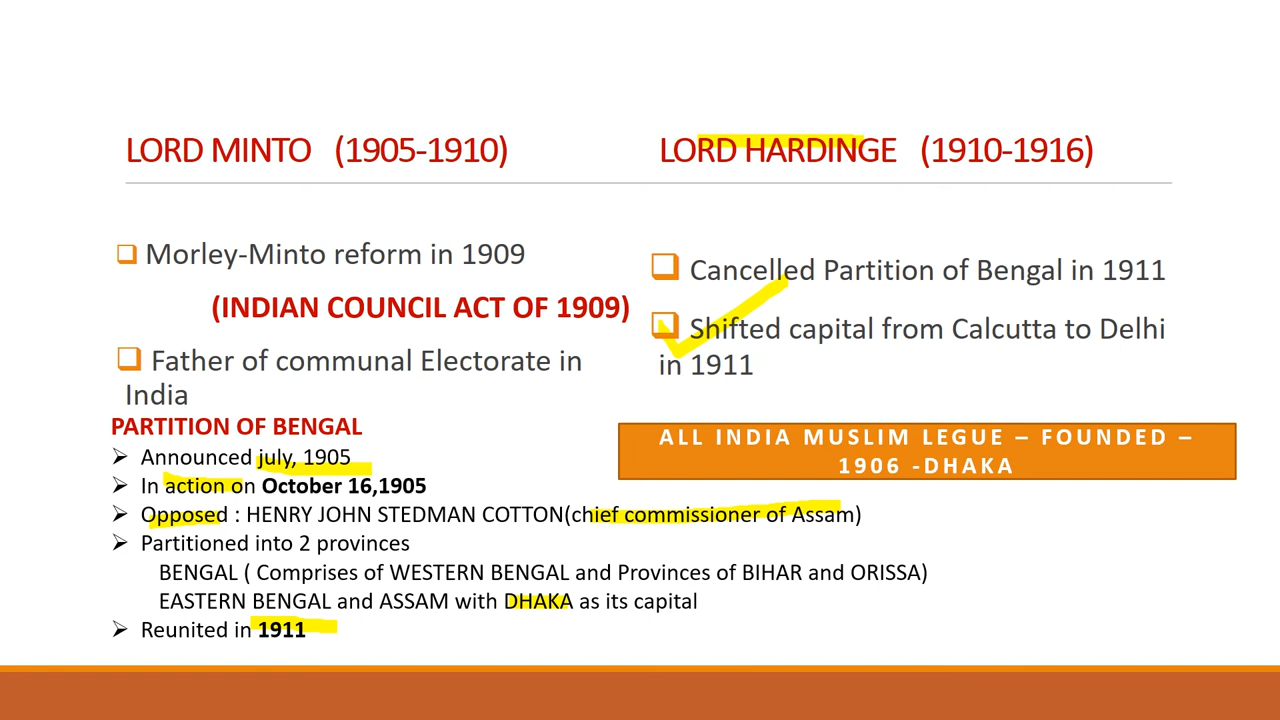 LORD MINTO (1905-1910)
LORD HARDINGE (1910-1916)
Morley-Minto reform in 1909
(INDIAN COUNCIL ACT OF 1909)
Father of communal Electorate in
India
Cancelled Partition of Bengal in 1911
Shifted capital from Calcutta to Delhi
in 1911
PARTITION OF BENGAL
Announced july, 1905
In action on October 16,1905
Opposed : HENRY JOHN STEDMAN COTTON(chief commissioner of Assam)
Partitioned into 2 provinces
BENGAL ( Comprises of WESTERN BENGAL and Provinces of BIHAR and ORISSA)
EASTERN BENGAL and ASSAM with DHAKA as its capital
Reunited in 1911
ALL INDIA MUSLIM LEGUE – FOUNDED –
1906 -DHAKA